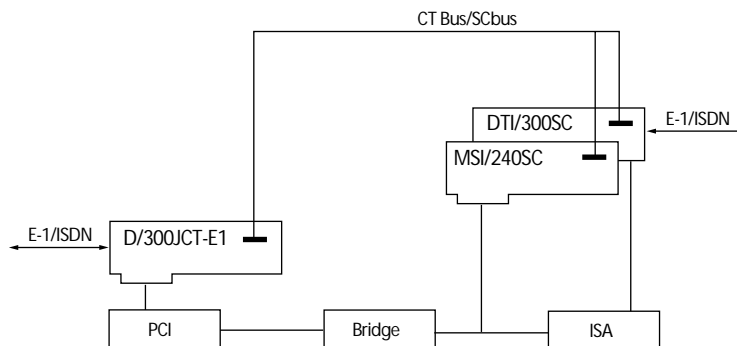 CT Bus/SCbus
DTI/300SC
E-1/ISDN
MSI/240SC
D/300JCT-E1
E-1/ISDN
PCI
Bridge
ISA